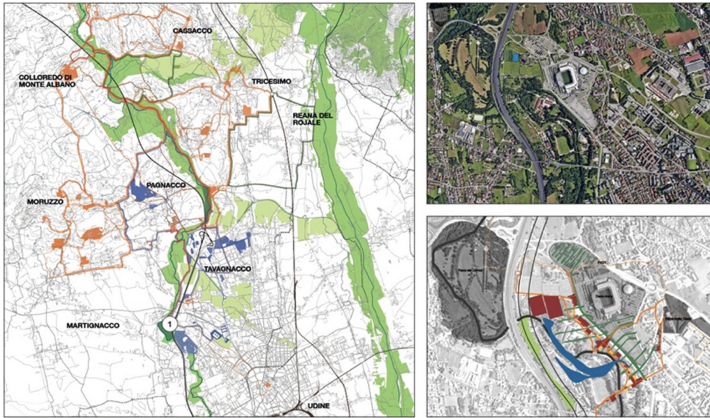 CASSACCO
COLLOREDO DI
MONTE ALBANO
TRICESIMO
REANA DEL
ROJALE
PAGNACCO
MORUZZO
TAVAGNACCO
MARTIGNACCO
1
UDINE